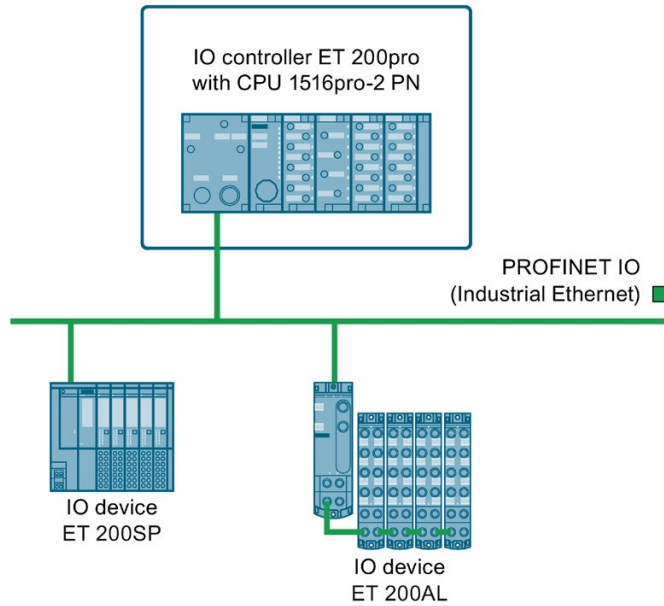 IO controller ET 200pro
with CPU 1516pro-2 PN
PROFINET IO
(Industrial Ethernet)
IO device
ET 200SP
IO device
ET 200AL